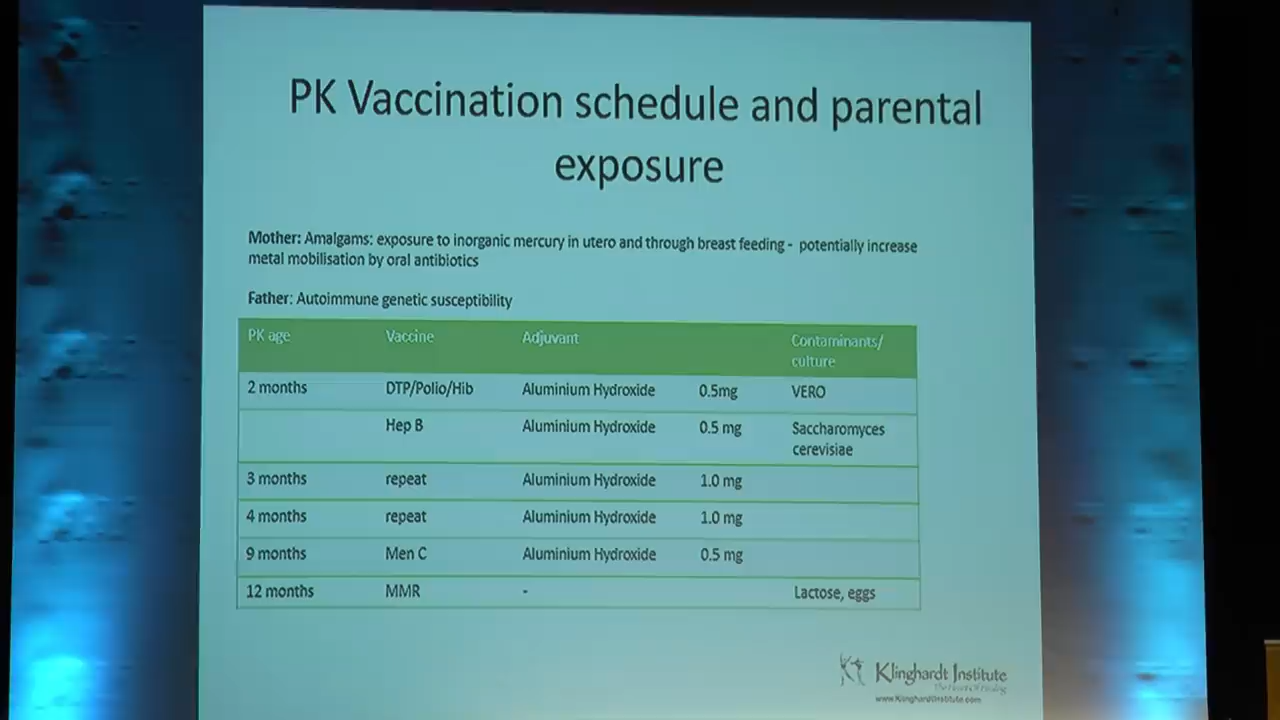 PK Vaccination schedule and parental
exposure
Mother: Amalgams: exposure to inorganic mercury in utero and through breast feeding - potentially increase
metal mobilisation by oral antibiotics
Father: Autoimmune genetic susceptibility
PK age Vaccine Adjuvant Contaminants/
culture
2 months DTP/Polio/Hib Aluminium Hydroxide 0.5mg VERO
Hep B Aluminium Hydroxide 0.5 mg Saccharomyces
cerevisiae
3 months repeat Aluminium Hydroxide 1.0 mg
4 months repeat Aluminium Hydroxide 1.0 mg
9 months Men C Aluminium Hydroxide 0.5 mg
12 months MMR - Lactose, eggs
Klinghardt Institute
www.KlinghardtInstitute.com